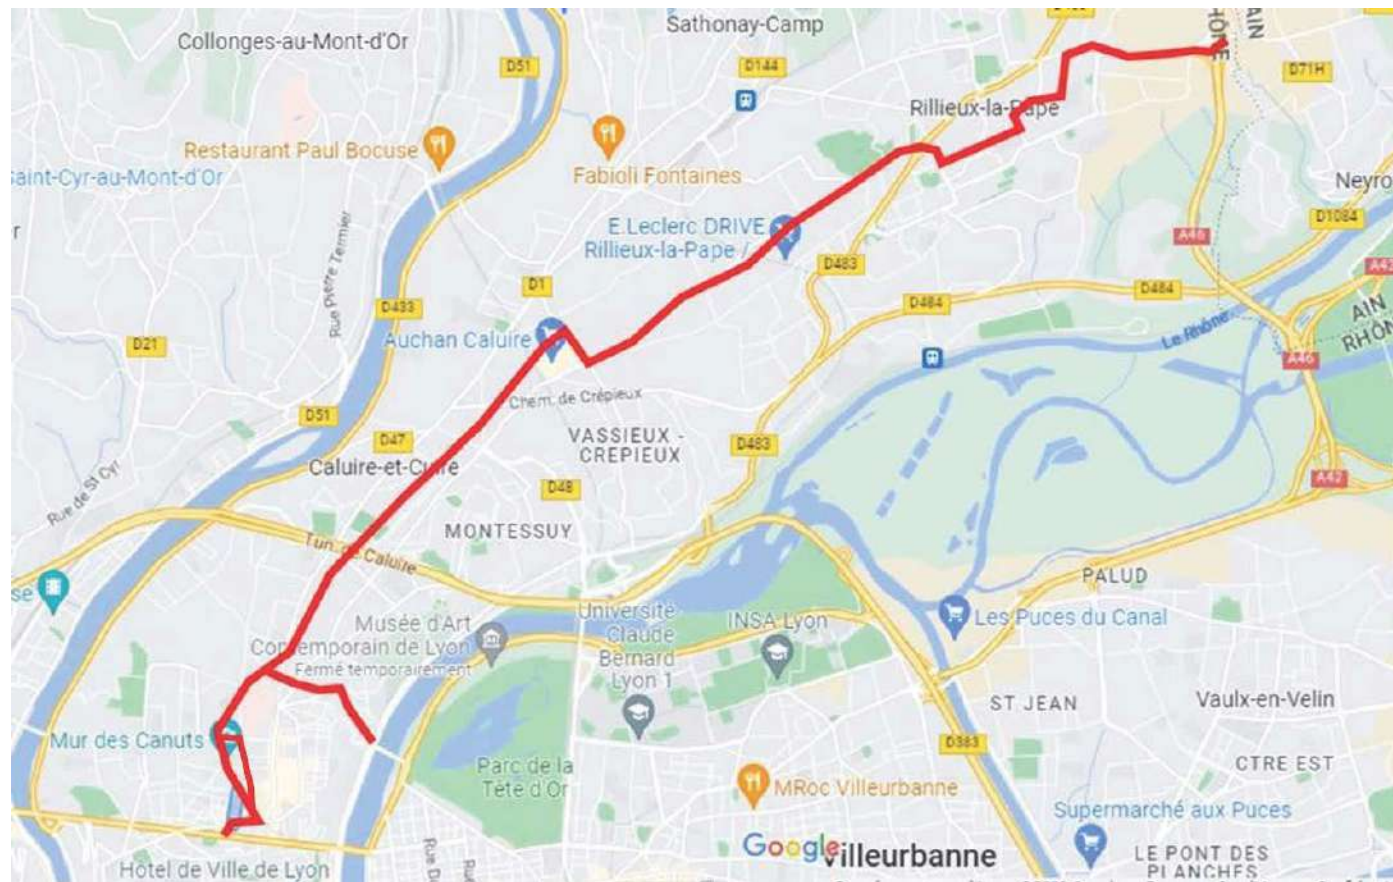 Sathonay-Camp
Collonges-au-Mont-d'Or
RHÔNE
AIN
D51
D144
D71H
Rillieux-la-Pape
Restaurant Paul Bocuse
Fabioli Fontaines
Saint-Cyr-au-Mont-d'Or
Neyro
D1084
E.Leclerc DRIVE
Rillieux-la-Pape /
A46
Rue Pierre Termier
D483
D1
D433
D484
D484
AIN
RHÔN
Le Rhône
Auchan Caluire
D21
A46
Chem. de Crépieux
D51
D47
VASSIEUX -
CREPIEUX
D483
Caluire-et-Cuire
Rue de St Cyr
D48
A42
MONTESSUY
Tun. de Caluire
PALUD
se
Musée d'Art
Contemporain de Lyon
Fermé temporairement
Université
Claude
Bernard
Lyon 1
INSA Lyon
Les Puces du Canal
ST JEAN
Vaulx-en-Velin
Mur des Canuts
D383
CTRE EST
Parc de la
Tête d'Or
MRoc Villeurbanne
Supermarché aux Puces
Google
Villeurbanne
LE PONT DES
PLANCHES
Hôtel de Ville de Lyon